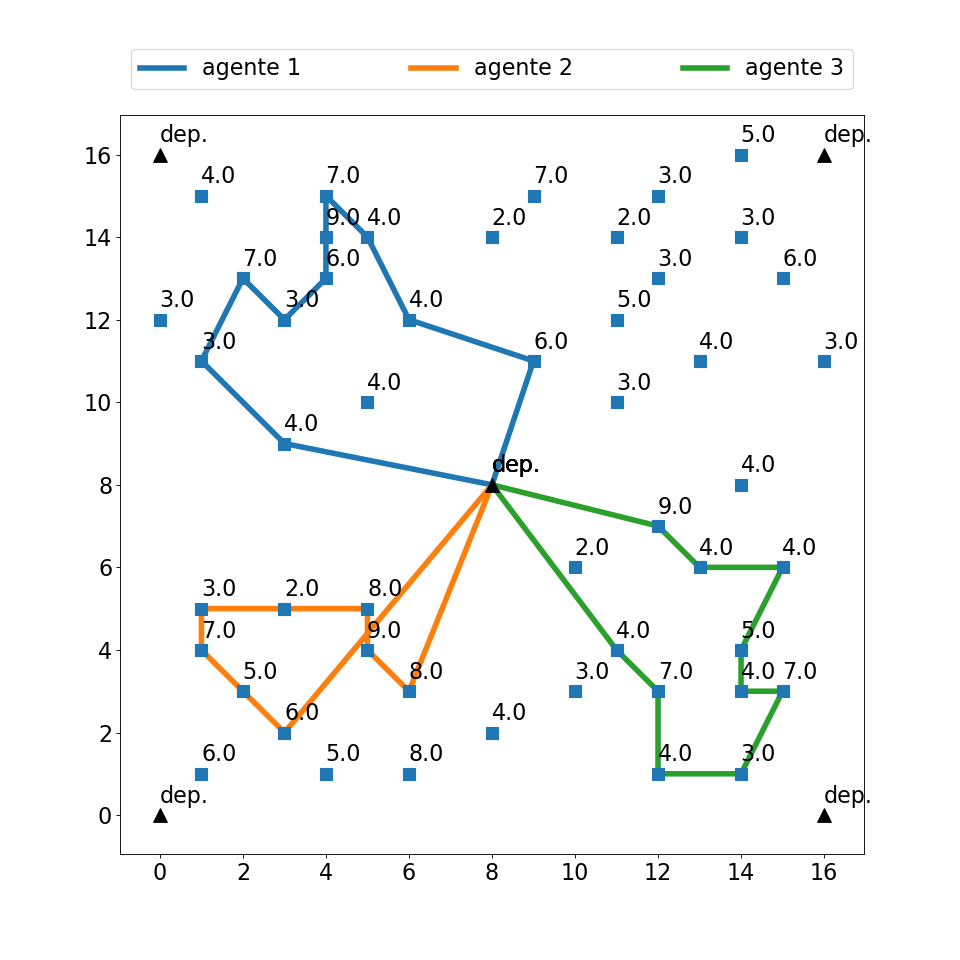 agente 1 agente 2 agente 3
dep. 5.0 dep.
16
4.0 7.0 7.0 3.0
9.0 4.0 2.0 2.0 3.0
14
7.0 6.0 3.0 6.0
3.0 3.0 4.0 5.0
12
3.0 6.0 4.0 3.0
4.0 3.0
10
4.0
dep. 4.0
8
9.0
2.0 4.0 4.0
6
3.0 2.0 8.0
7.0 9.0 4.0 5.0
4
5.0 8.0 3.0 7.0 4.0 7.0
6.0 4.0
2
6.0 5.0 8.0 4.0 3.0
dep. dep.
0
0 2 4 6 8 10 12 14 16